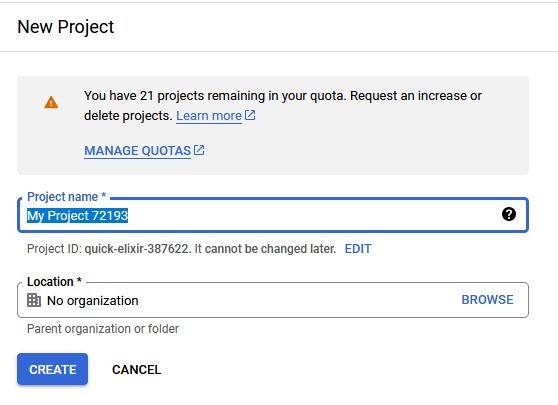 New Project
You have 21 projects remaining in your quota. Request an increase or
delete projects. Learn more
MANAGE QUOTAS
Project name *
My Project 72193
Project ID: quick-elixir-387622. It cannot be changed later. EDIT
Location *
No organization BROWSE
Parent organization or folder
CREATE CANCEL